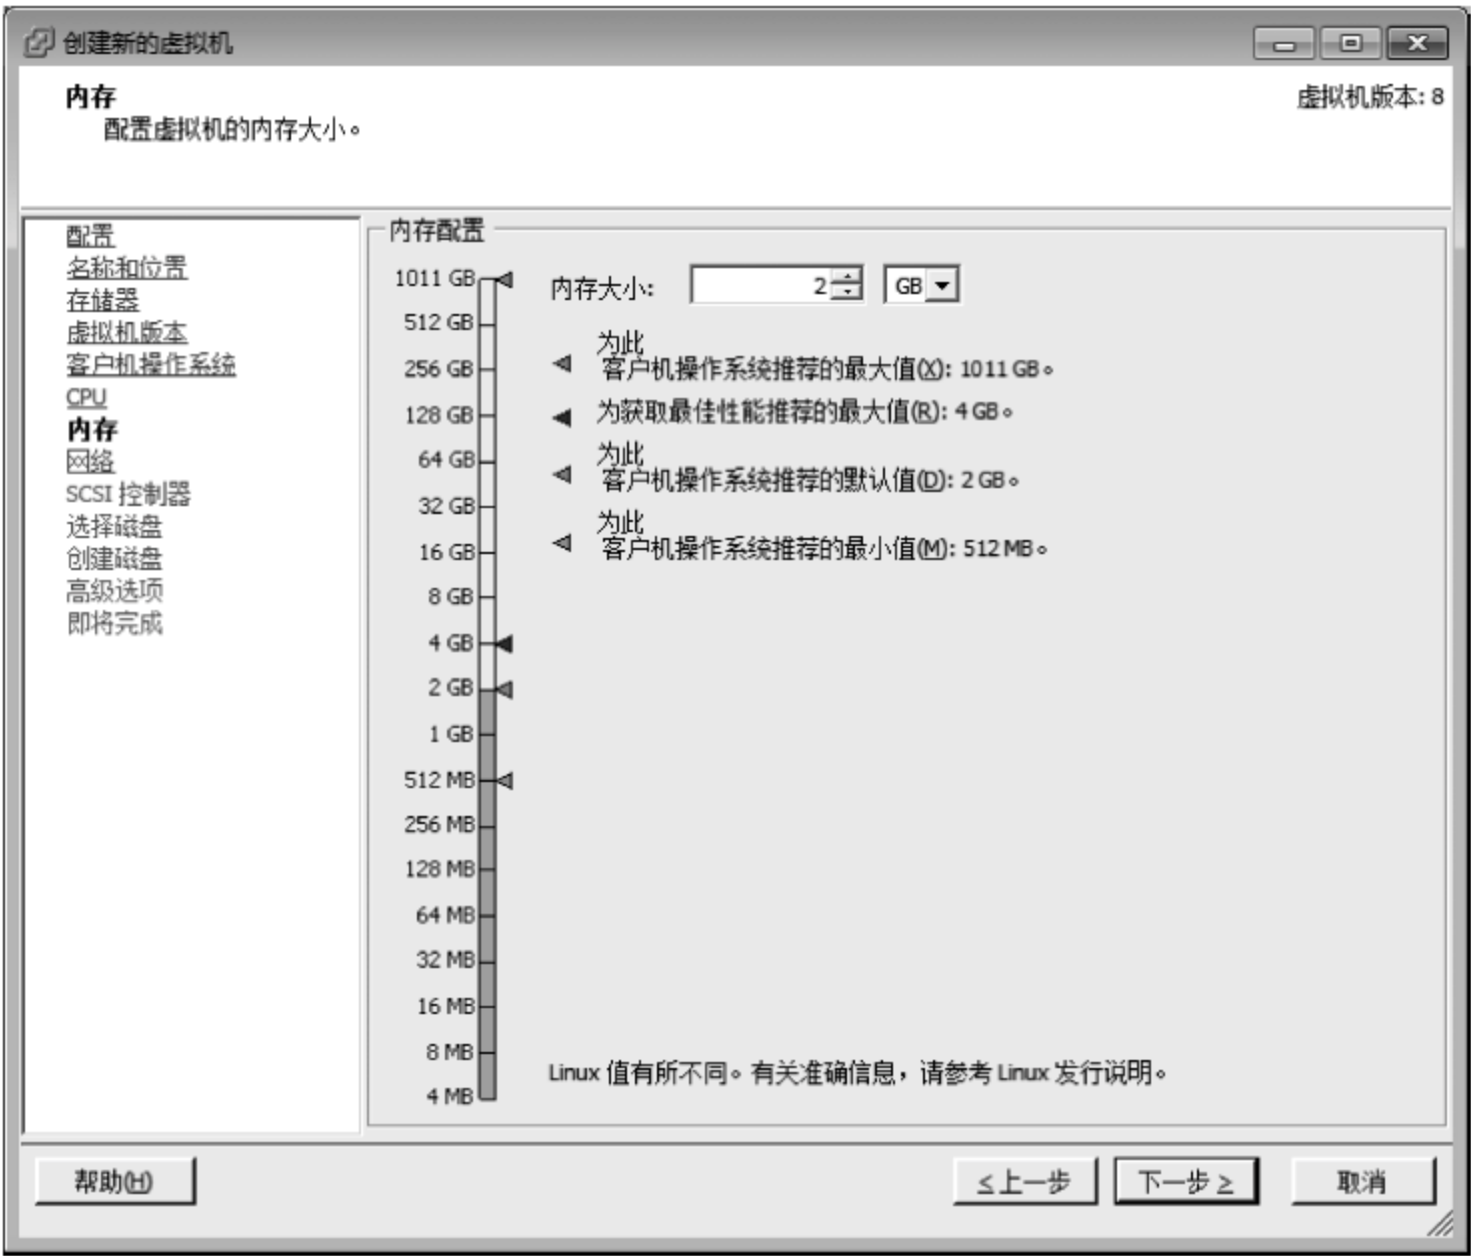 创建新的虚拟机
内存
配置虚拟机的内存大小。
虚拟机版本: 8
配置
名称和位置
存储器
虚拟机版本
客户机操作系统
CPU
内存
网络
SCSI 控制器
选择磁盘
创建磁盘
高级选项
即将完成
内存配置
1011 GB
512 GB
256 GB
128 GB
64 GB
32 GB
16 GB
8 GB
4 GB
2 GB
1 GB
512 MB
256 MB
128 MB
64 MB
32 MB
16 MB
8 MB
4 MB
内存大小: 2 GB
为此
客户机操作系统推荐的最大值(X): 1011 GB。
为获取最佳性能推荐的最大值(R): 4 GB。
为此
客户机操作系统推荐的默认值(D): 2 GB。
为此
客户机操作系统推荐的最小值(M): 512 MB。
Linux 值有所不同。有关准确信息，请参考 Linux 发行说明。
帮助(H)
≤上一步
下一步 ≥
取消